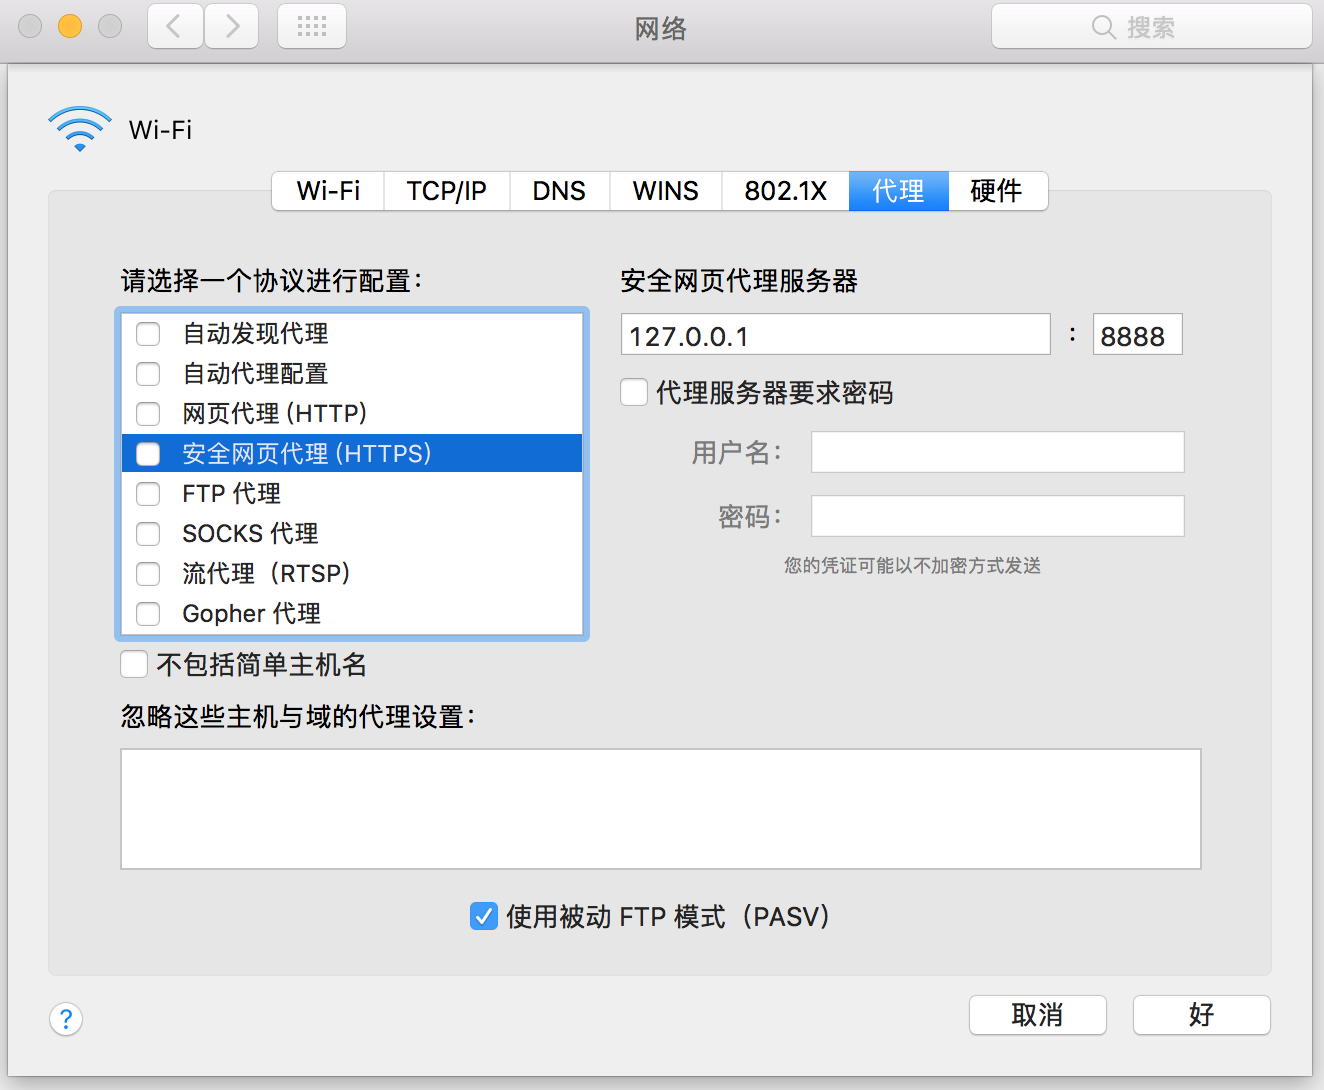 网络
搜索
Wi-Fi
Wi-Fi TCP/IP DNS WINS 802.1X 代理 硬件
请选择一个协议进行配置：
自动发现代理
自动代理配置
网页代理 (HTTP)
安全网页代理 (HTTPS)
FTP 代理
SOCKS 代理
流代理（RTSP）
Gopher 代理
不包括简单主机名
安全网页代理服务器
127.0.0.1 : 8888
代理服务器要求密码
用户名：
密码：
您的凭证可能以不加密方式发送
忽略这些主机与域的代理设置：
使用被动 FTP 模式（PASV）
?
取消 好